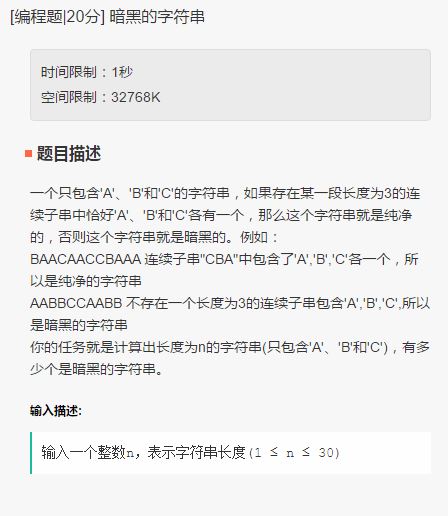 [编程题|20分] 暗黑的字符串
时间限制：1秒
空间限制：32768K
题目描述
一个只包含'A'、'B'和'C'的字符串，如果存在某一段长度为3的连
续子串中恰好'A'、'B'和'C'各有一个，那么这个字符串就是纯净
的，否则这个字符串就是暗黑的。例如：
BAACAACCBAAA 连续子串"CBA"中包含了'A','B','C'各一个，所
以是纯净的字符串
AABBCCAABB 不存在一个长度为3的连续子串包含'A','B','C',所以
是暗黑的字符串
你的任务就是计算出长度为n的字符串(只包含'A'、'B'和'C')，有多
少个是暗黑的字符串。
输入描述:
输入一个整数n，表示字符串长度(1 ≤ n ≤ 30)